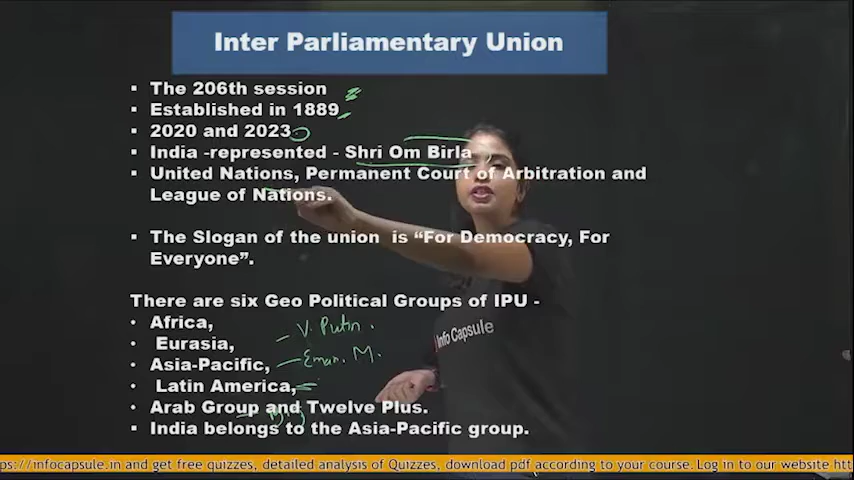 Inter Parliamentary Union
▪ The 206th session
▪ Established in 1889
▪ 2020 and 2023
▪ India -represented - Shri Om Birla
▪ United Nations, Permanent Court of Arbitration and
League of Nations.
▪ The Slogan of the union is “For Democracy, For
Everyone”.
There are six Geo Political Groups of IPU -
• Africa,
V. Putin.
• Eurasia,
Eman. M.
• Asia-Pacific,
Info Capsule
• Latin America,
• Arab Group and Twelve Plus.
• India belongs to the Asia-Pacific group.
ps://infocapsule.in and get free quizzes, detailed analysis of Quizzes, download pdf according to your course. Log in to our website htt